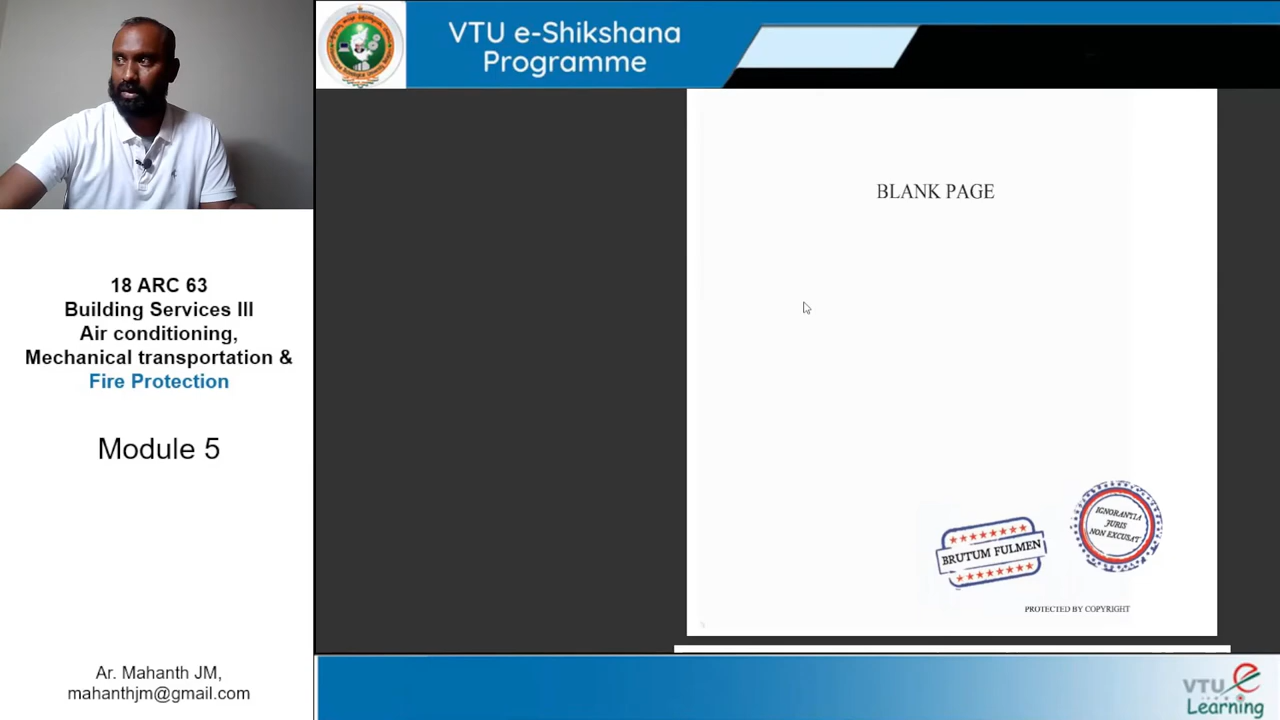 VTU e-Shikshana
Programme
18 ARC 63
Building Services III
Air conditioning,
Mechanical transportation &
Fire Protection
Module 5
Ar. Mahanth JM,
mahanthjm@gmail.com
BLANK PAGE
BRUTUM FULMEN
IGNORANTIA
JURIS
NON EXCUSAT
PROTECTED BY COPYRIGHT
VTU e
Learning